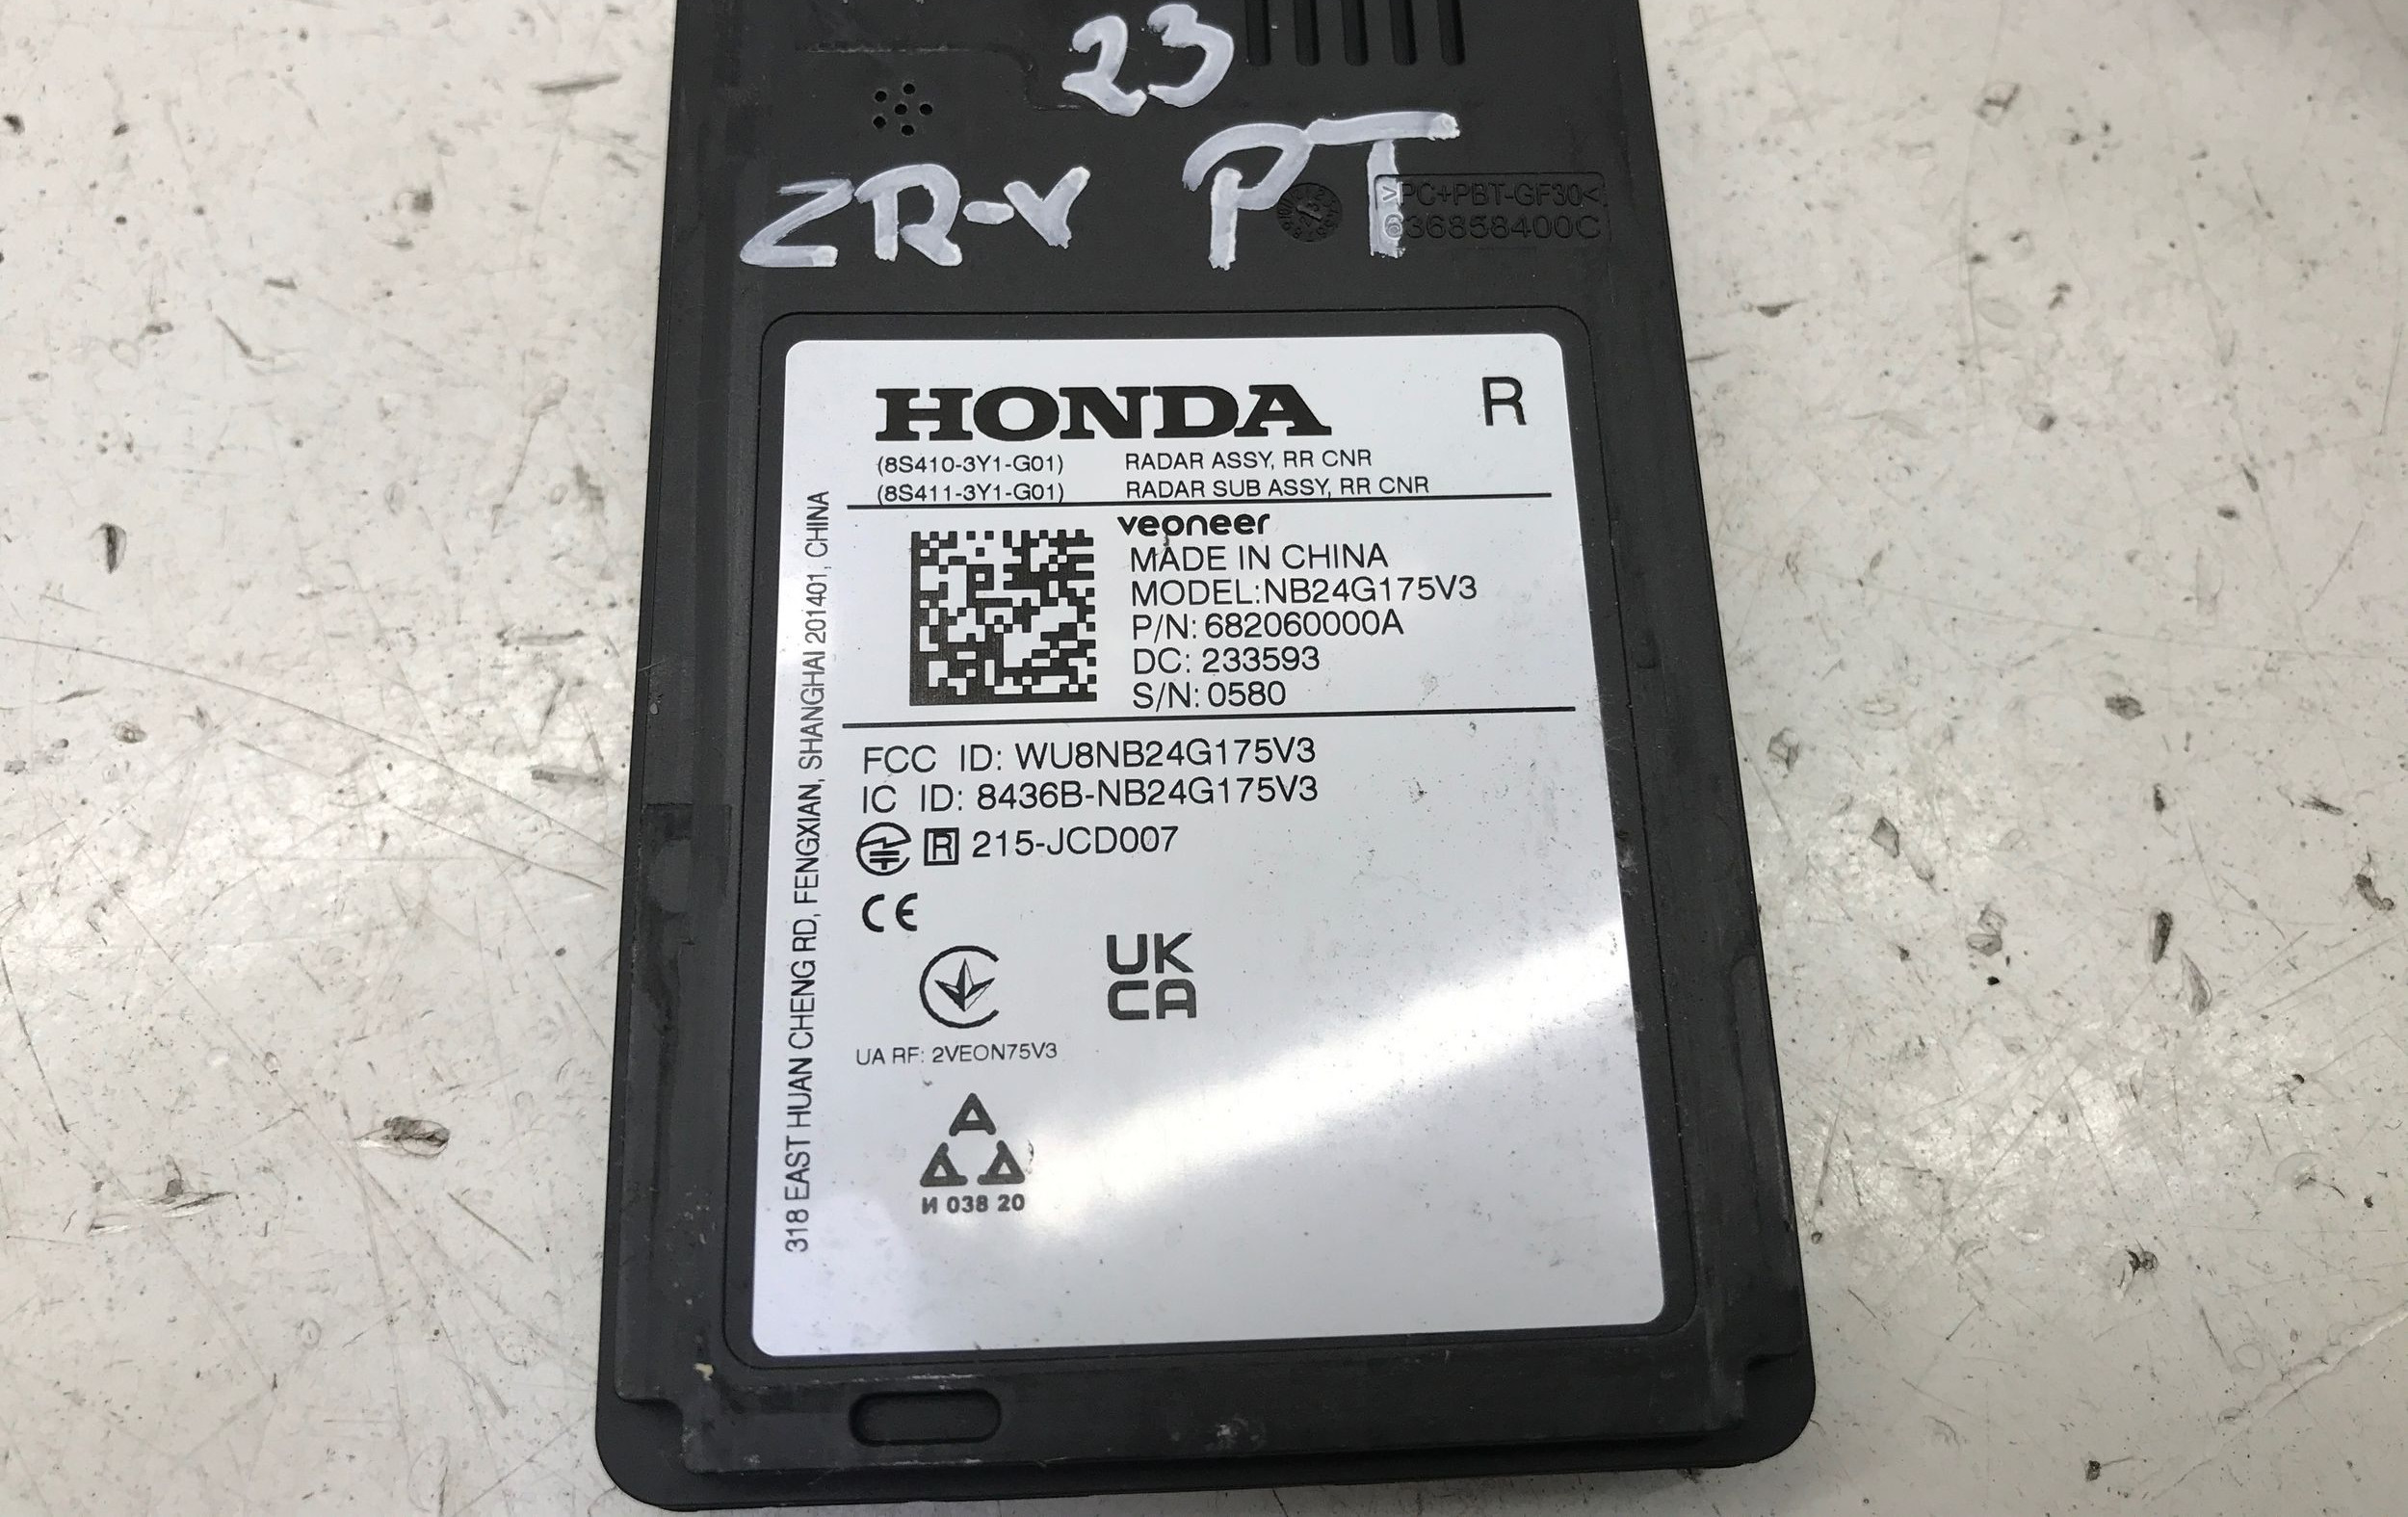 23
ZR-V PT
>PC+PBT-GF30<
636858400C
HONDA R
(8S410-3Y1-G01) RADAR ASSY, RR CNR
(8S411-3Y1-G01) RADAR SUB ASSY, RR CNR
veoneer
MADE IN CHINA
MODEL:NB24G175V3
P/N: 682060000A
DC: 233593
S/N: 0580
FCC ID: WU8NB24G175V3
IC ID: 8436B-NB24G175V3
R 215-JCD007
CE
UK
CA
UA RF: 2VEON75V3
И 038 20
318 EAST HUAN CHENG RD, FENGXIAN, SHANGHAI 201401, CHINA